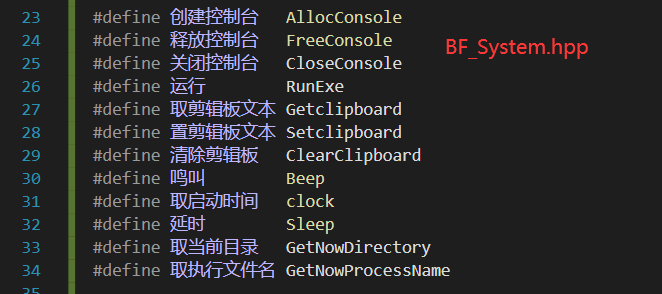 23 #define 创建控制台 AllocConsole
24 #define 释放控制台 FreeConsole
BF_System.hpp
25 #define 关闭控制台 CloseConsole
26 #define 运行 RunExe
27 #define 取剪辑板文本 Getclipboard
28 #define 置剪辑板文本 Setclipboard
29 #define 清除剪辑板 ClearClipboard
30 #define 鸣叫 Beep
31 #define 取启动时间 clock
32 #define 延时 Sleep
33 #define 取当前目录 GetNowDirectory
34 #define 取执行文件名 GetNowProcessName
35